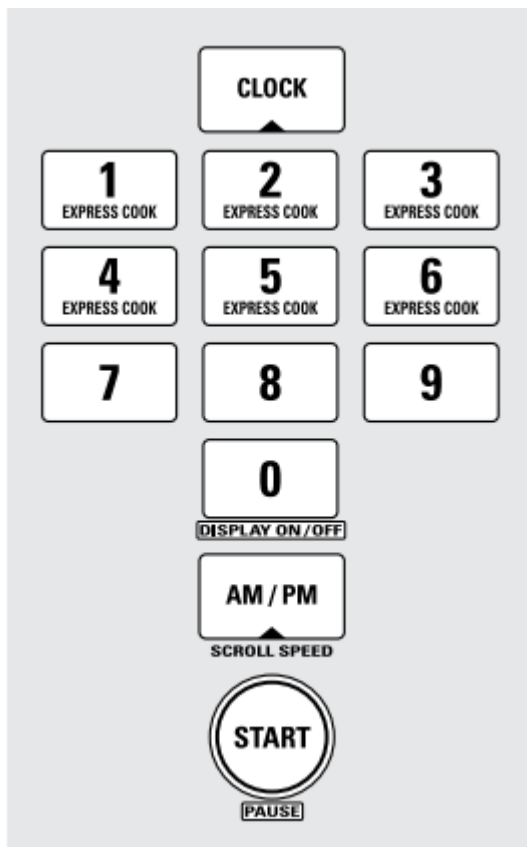 CLOCK
1 2 3
EXPRESS COOK EXPRESS COOK EXPRESS COOK
4 5 6
EXPRESS COOK EXPRESS COOK EXPRESS COOK
7 8 9
0
DISPLAY ON/OFF
AM / PM
SCROLL SPEED
START
PAUSE